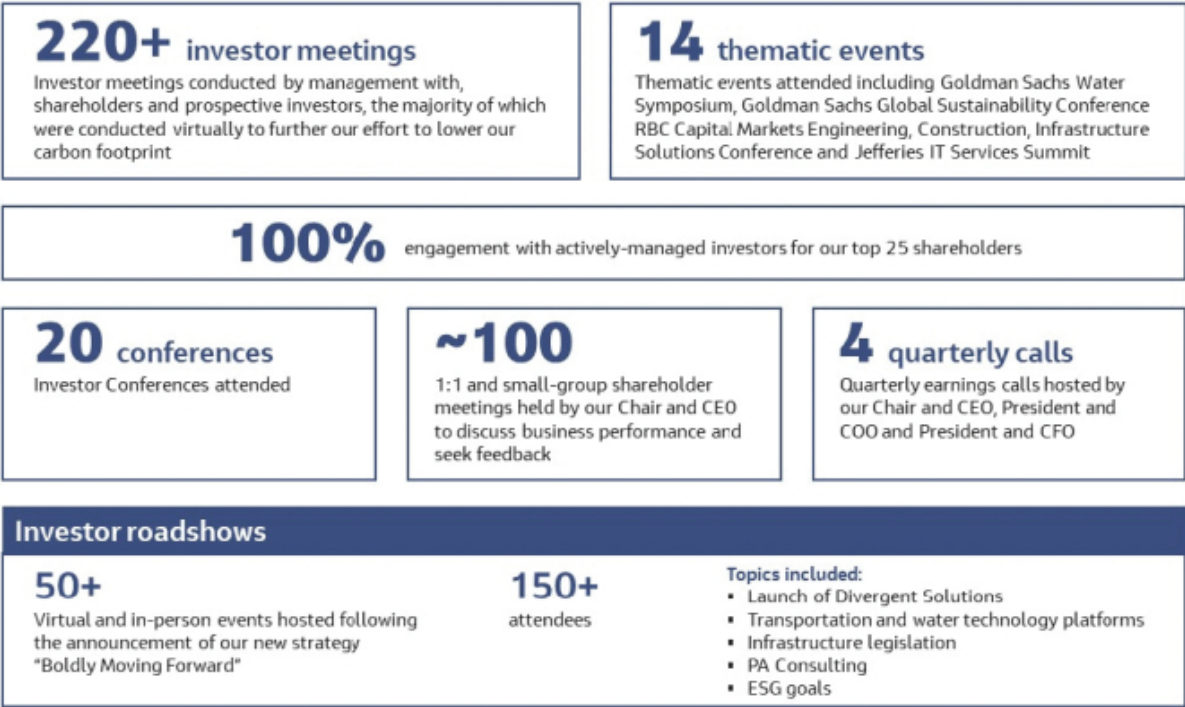 220+ investor meetings
Investor meetings conducted by management with,
shareholders and prospective investors, the majority of which
were conducted virtually to further our effort to lower our
carbon footprint
14 thematic events
Thematic events attended including Goldman Sachs Water
Symposium, Goldman Sachs Global Sustainability Conference
RBC Capital Markets Engineering, Construction, Infrastructure
Solutions Conference and Jefferies IT Services Summit
100% engagement with actively-managed investors for our top 25 shareholders
20 conferences
Investor Conferences attended
~100
1:1 and small-group shareholder
meetings held by our Chair and CEO
to discuss business performance and
seek feedback
4 quarterly calls
Quarterly earnings calls hosted by
our Chair and CEO, President and
COO and President and CFO
Investor roadshows
50+
Virtual and in-person events hosted following
the announcement of our new strategy
"Boldly Moving Forward"
150+
attendees
Topics included:
▪ Launch of Divergent Solutions
▪ Transportation and water technology platforms
▪ Infrastructure legislation
▪ PA Consulting
▪ ESG goals